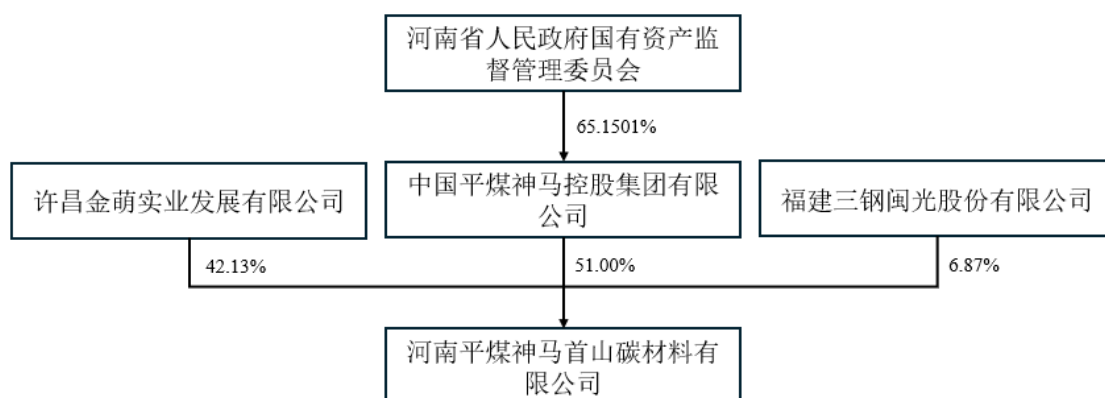 河南省人民政府国有资产监
督管理委员会
65.1501%
许昌金萌实业发展有限公司
中国平煤神马控股集团有限
公司
福建三钢闽光股份有限公司
42.13%
51.00%
6.87%
河南平煤神马首山碳材料有
限公司